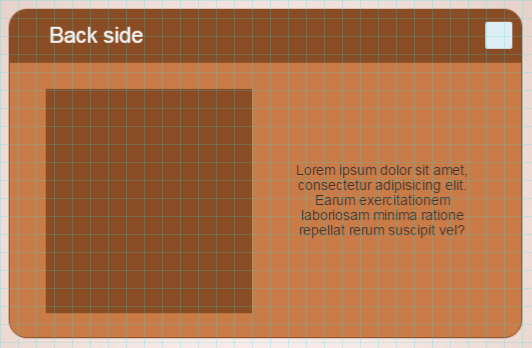 Back side
Lorem ipsum dolor sit amet,
consectetur adipisicing elit.
Earum exercitationem
laboriosam minima ratione
repellat rerum suscipit vel?